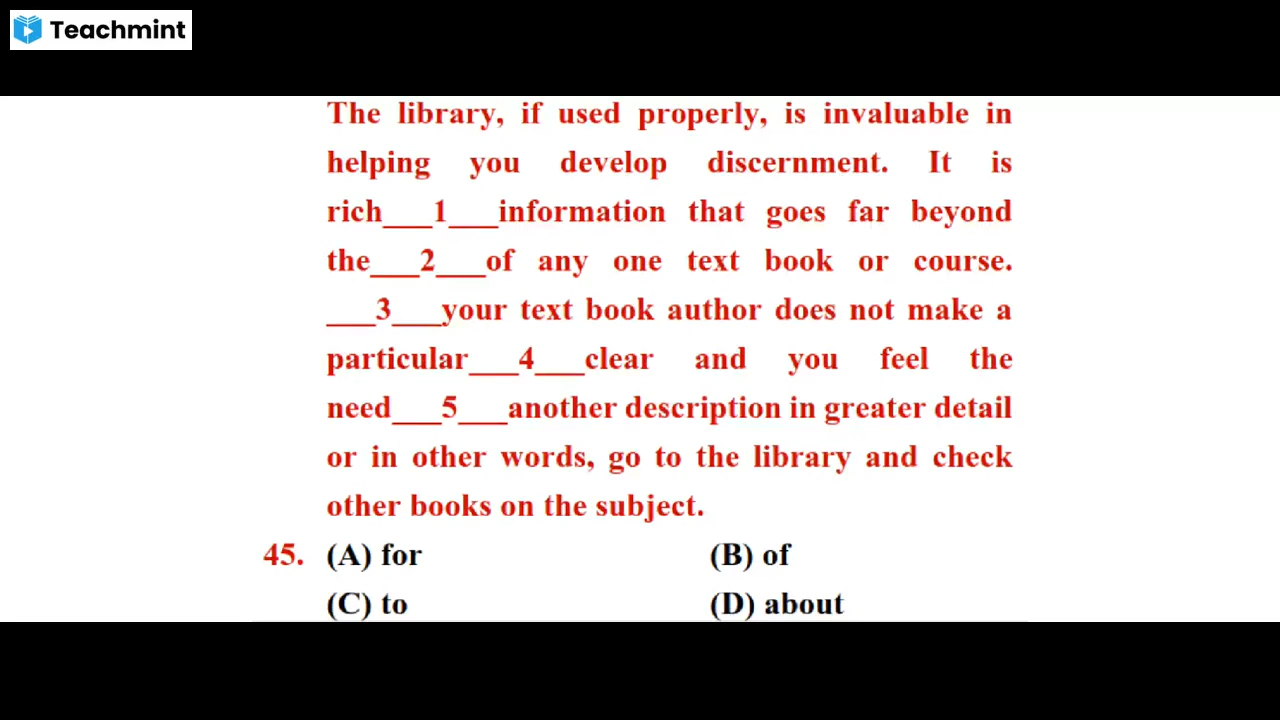 Teachmint
The library, if used properly, is invaluable in
helping you develop discernment. It is
rich___1___information that goes far beyond
the___2___of any one text book or course.
___3___your text book author does not make a
particular___4___clear and you feel the
need___5___another description in greater detail
or in other words, go to the library and check
other books on the subject.
45. (A) for (B) of
(C) to (D) about